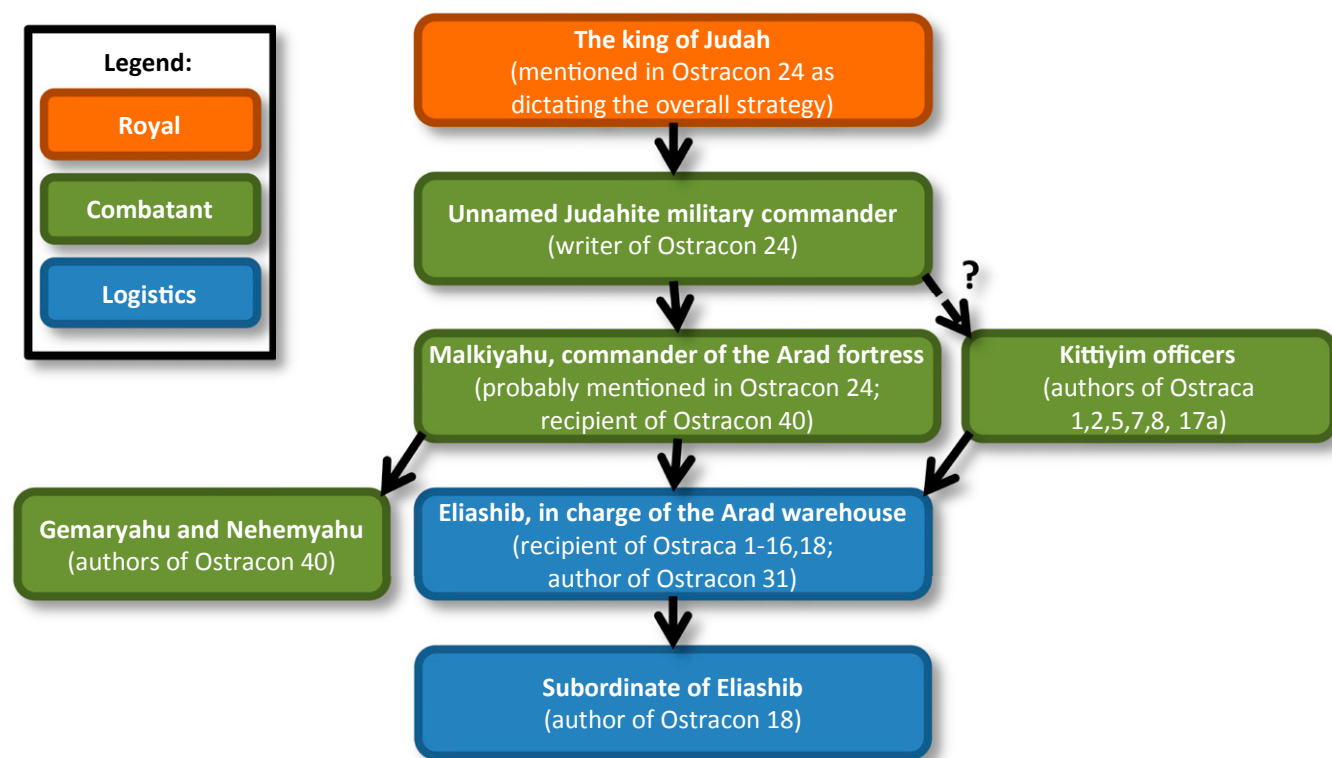 Legend:
Royal
Combatant
Logistics
The king of Judah
(mentioned in Ostracon 24 as
dictating the overall strategy)
Unnamed Judahite military commander
(writer of Ostracon 24)
?
Malkiyahu, commander of the Arad fortress
(probably mentioned in Ostracon 24;
recipient of Ostracon 40)
Kittiyim officers
(authors of Ostraca
1,2,5,7,8, 17a)
Gemaryahu and Nehemyahu
(authors of Ostracon 40)
Eliashib, in charge of the Arad warehouse
(recipient of Ostraca 1-16,18;
author of Ostracon 31)
Subordinate of Eliashib
(author of Ostracon 18)